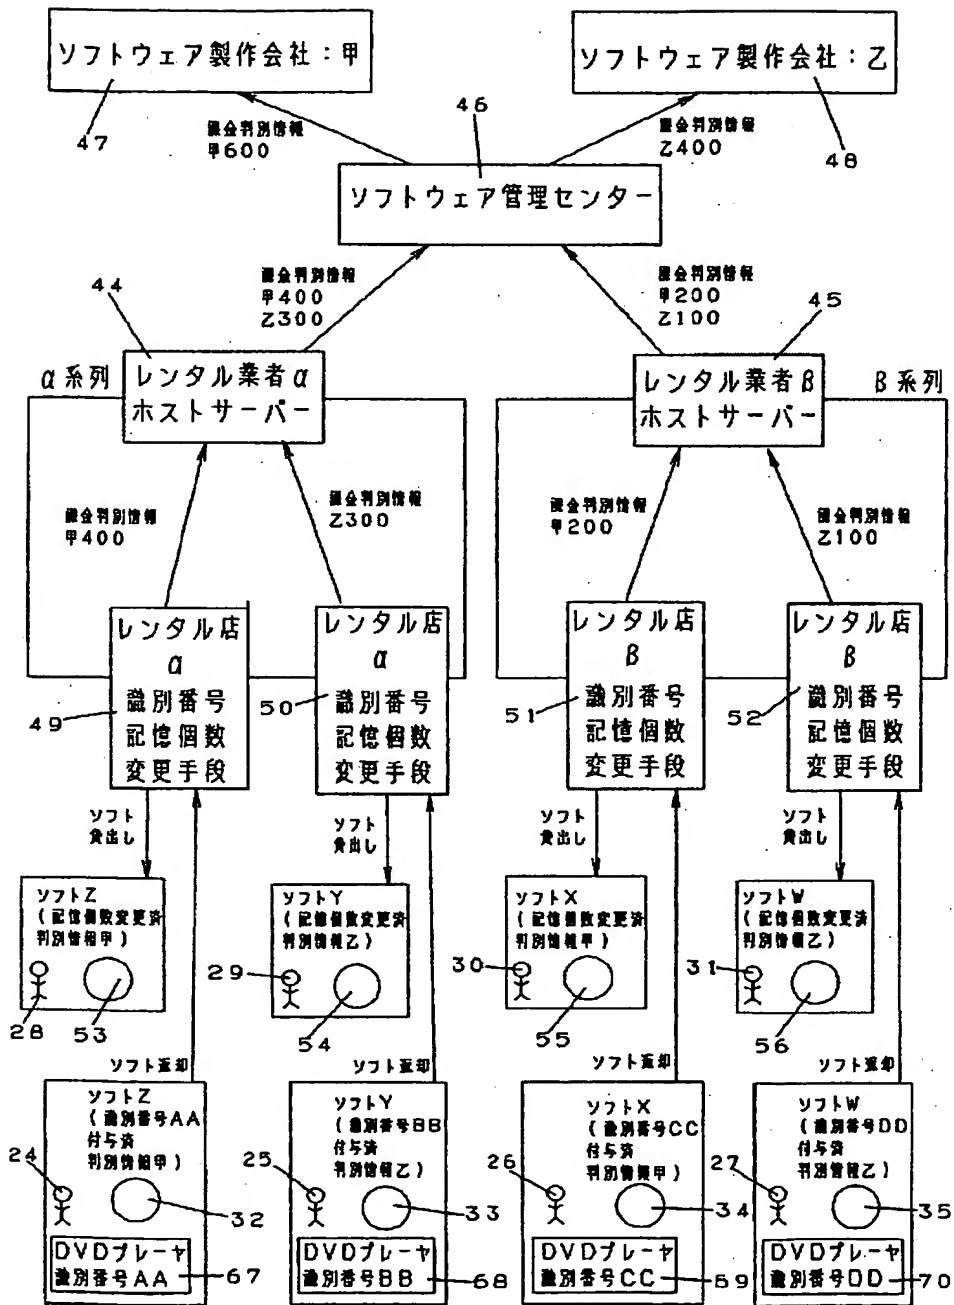 ソフトウェア製作会社：甲
ソフトウェア製作会社：乙
47
課金判別情報
甲600
46
課金判別情報
乙400
48
ソフトウェア管理センター
44
課金判別情報
甲400
乙300
課金判別情報
甲200
乙100
45
α系列
レンタル業者α
ホストサーバー
レンタル業者β
ホストサーバー
β系列
課金判別情報
甲400
課金判別情報
乙300
課金判別情報
甲200
課金判別情報
乙100
レンタル店
α
識別番号
記憶個数
変更手段
49
レンタル店
α
識別番号
記憶個数
変更手段
50
レンタル店
β
識別番号
記憶個数
変更手段
51
レンタル店
β
識別番号
記憶個数
変更手段
52
ソフト
貸出し
ソフト
貸出し
ソフト
貸出し
ソフト
貸出し
ソフトZ
(記憶個数変更済
判別情報甲)
28
53
ソフトY
(記憶個数変更済
判別情報乙)
29
54
ソフトX
(記憶個数変更済
判別情報甲)
30
55
ソフトW
(記憶個数変更済
判別情報乙)
31
56
ソフト返却
ソフト返却
ソフト返却
ソフト返却
ソフトZ
(識別番号AA
付与済
判別情報甲)
24
32
DVDプレーヤ
識別番号AA
67
ソフトY
(識別番号BB
付与済
判別情報乙)
25
33
DVDプレーヤ
識別番号BB
68
ソフトX
(識別番号CC
付与済
判別情報甲)
26
34
DVDプレーヤ
識別番号CC
69
ソフトW
(識別番号DD
付与済
判別情報乙)
27
35
DVDプレーヤ
識別番号DD
70